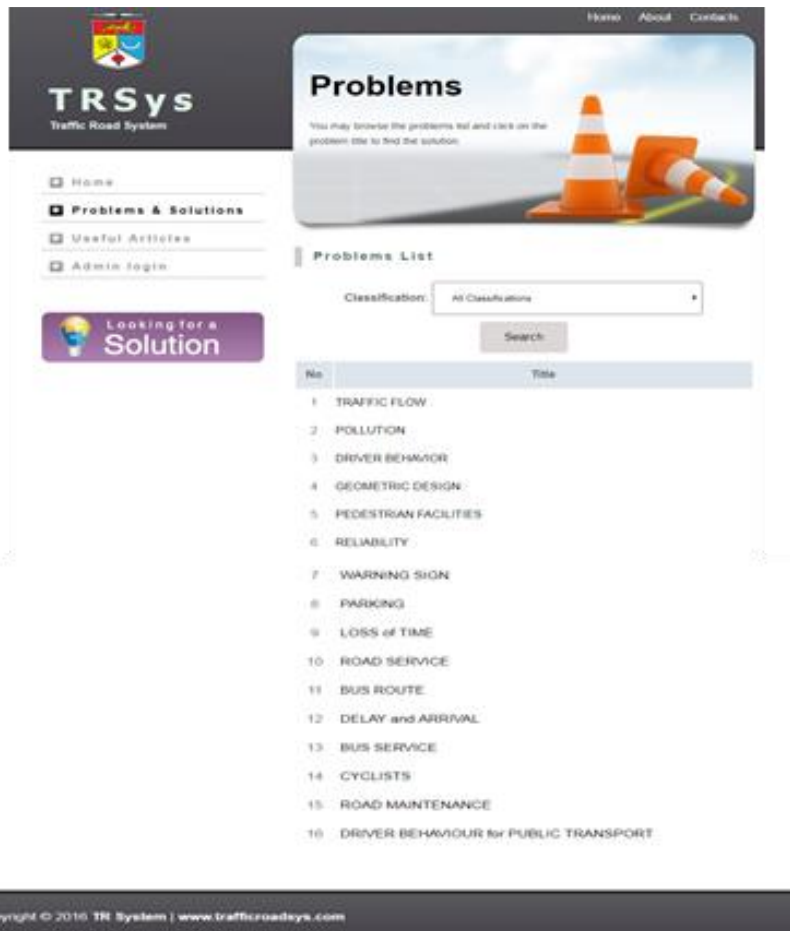 Home About Contacts
TRSys
Traffic Road System
Problems
You may browse the problems list and click on the
problem title to find the solution.
Home
Problems & Solutions
Useful Articles
Admin login
Looking for a
Solution
Problems List
Classification: All Classifications
Search
No Title
1 TRAFFIC FLOW
2 POLLUTION
3 DRIVER BEHAVIOR
4 GEOMETRIC DESIGN
5 PEDESTRIAN FACILITIES
6 RELIABILITY
7 WARNING SIGN
8 PARKING
9 LOSS of TIME
10 ROAD SERVICE
11 BUS ROUTE
12 DELAY and ARRIVAL
13 BUS SERVICE
14 CYCLISTS
15 ROAD MAINTENANCE
16 DRIVER BEHAVIOUR for PUBLIC TRANSPORT
yright © 2016 TR System | www.trafficroadsys.com